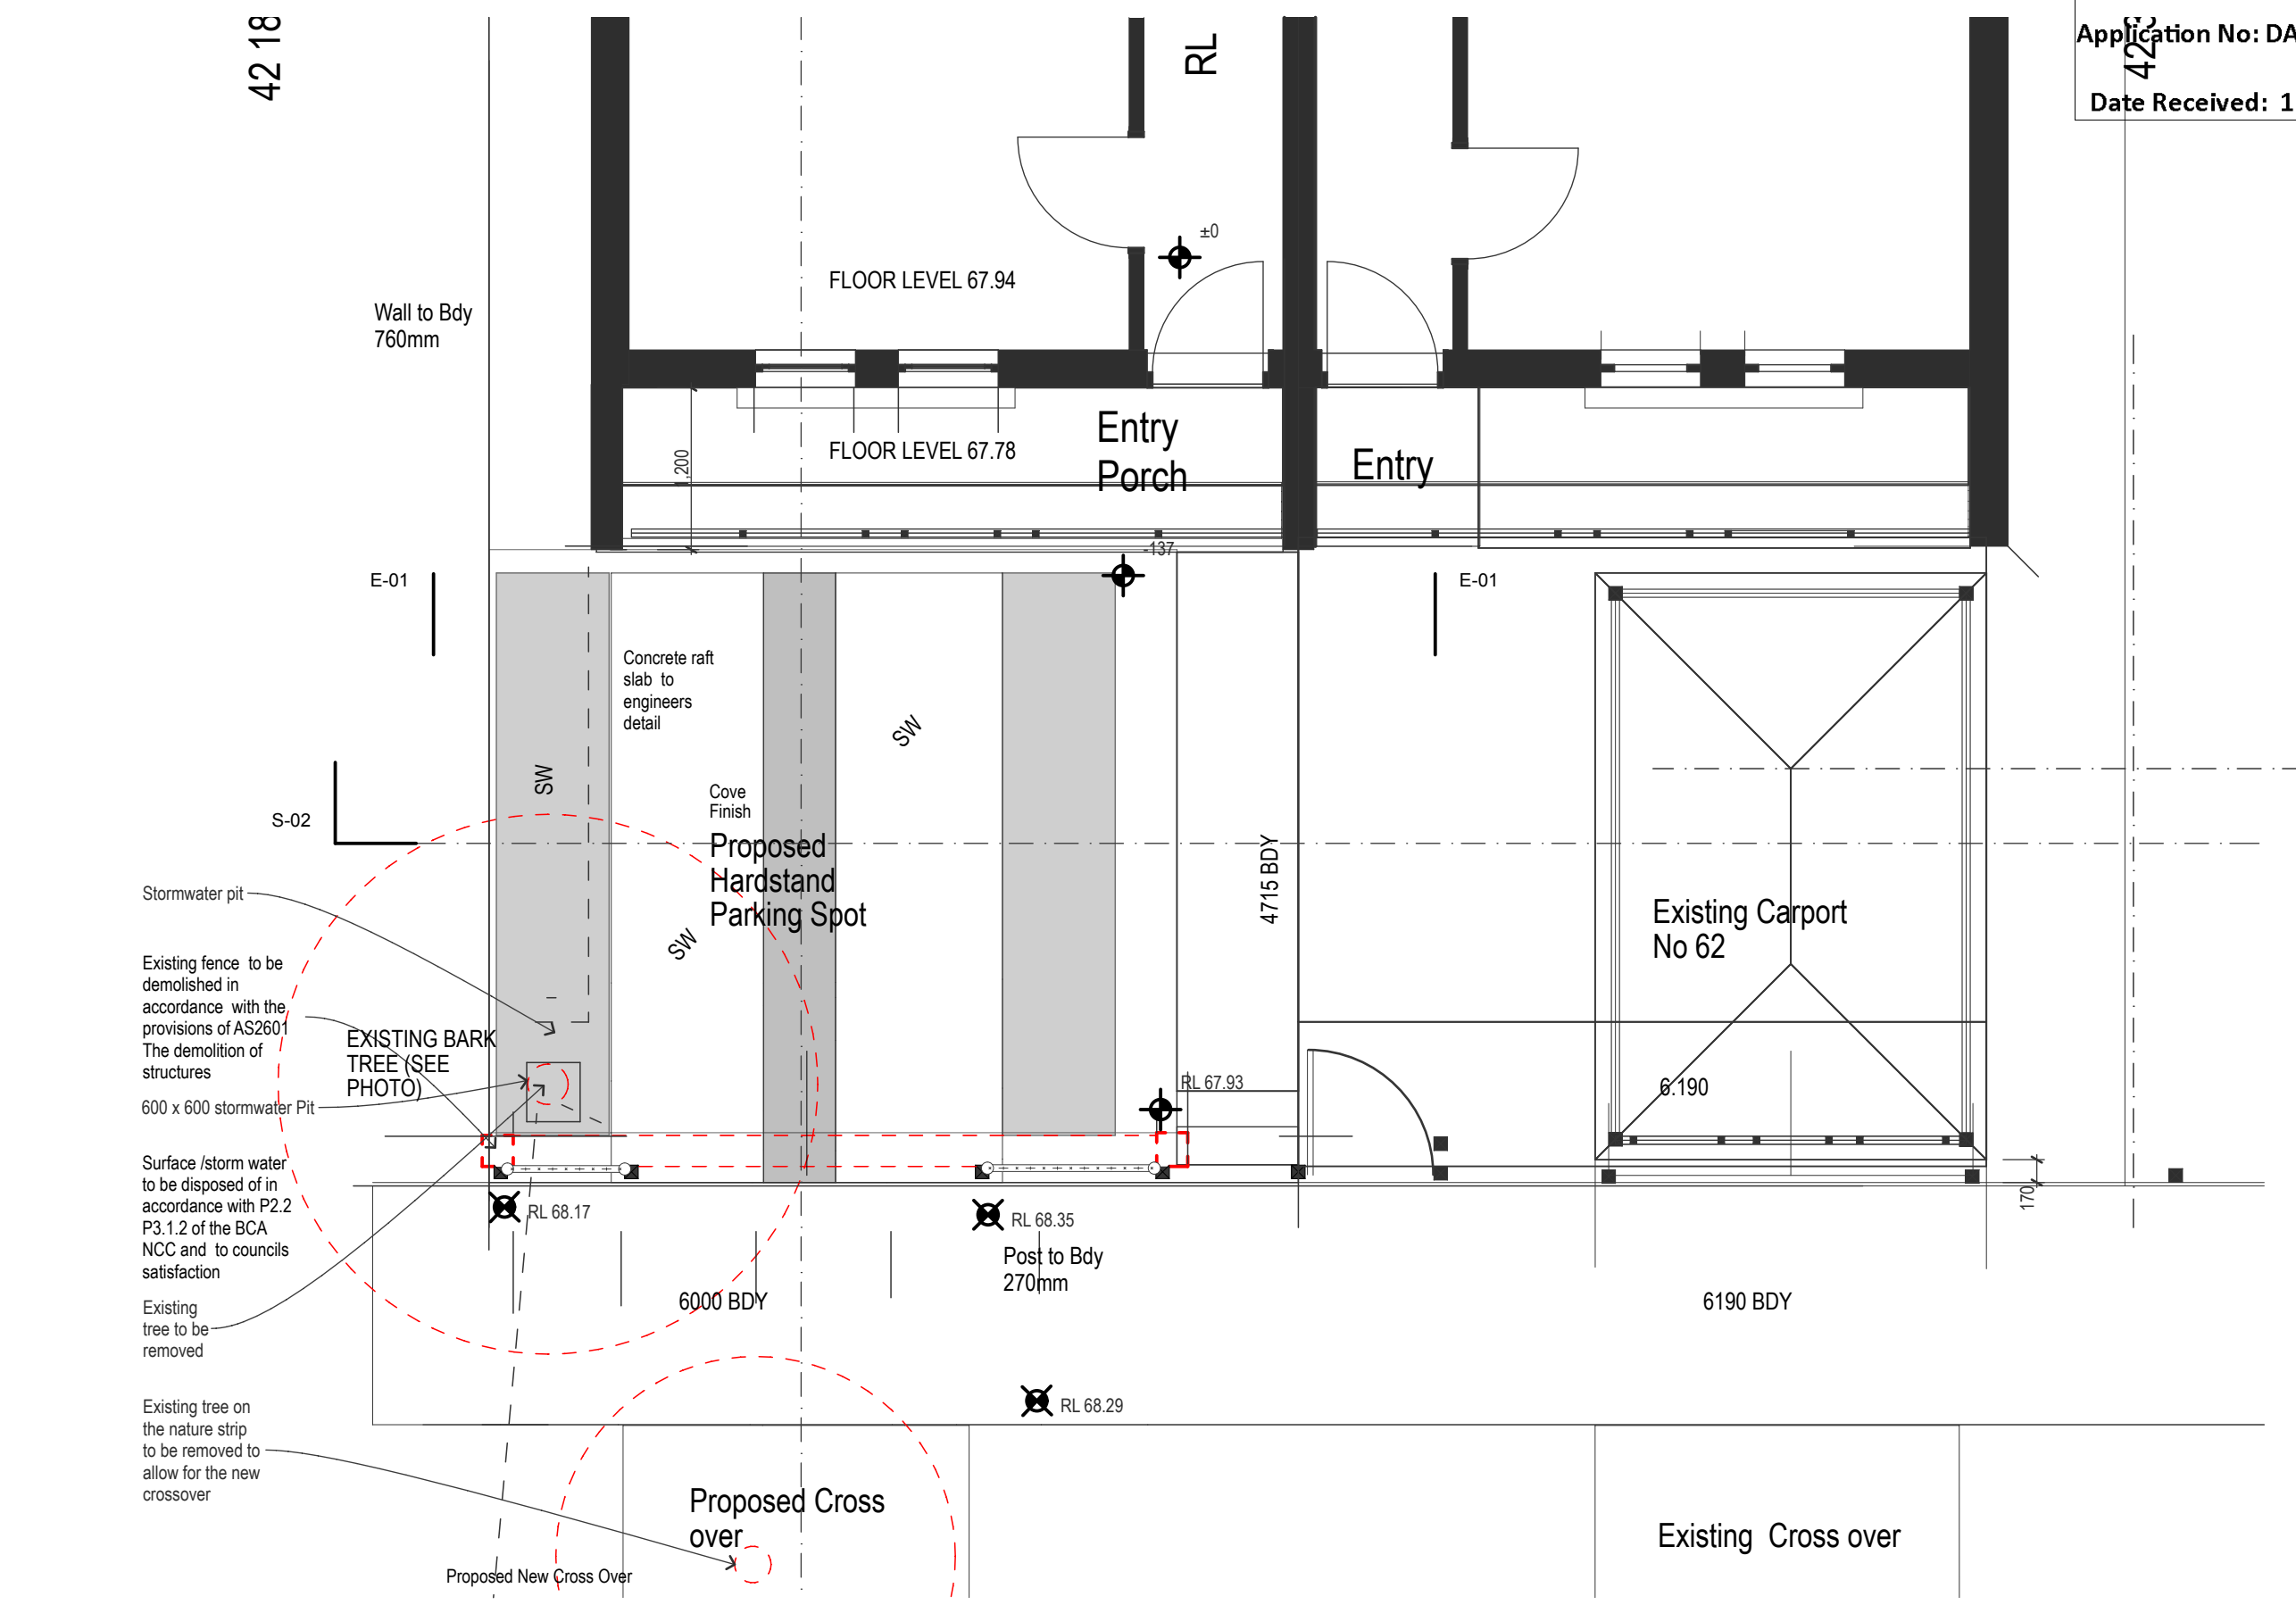 42 18
RL
42
Application No: DA
Date Received: 1
±0
FLOOR LEVEL 67.94
Wall to Bdy
760mm
FLOOR LEVEL 67.78
1,200
Entry
Porch
Entry
-137
E-01
E-01
Concrete raft
slab to
engineers
detail
SW
SW
Cove
Finish
S-02
Proposed
Hardstand
Parking Spot
SW
4715 BDY
Existing Carport
No 62
Stormwater pit
Existing fence to be
demolished in
accordance with the
provisions of AS2601
The demolition of
structures
EXISTING BARK
TREE (SEE
PHOTO)
600 x 600 stormwater Pit
RL 67.93
6.190
Surface /storm water
to be disposed of in
accordance with P2.2
P3.1.2 of the BCA
NCC and to councils
satisfaction
RL 68.17
RL 68.35
170
Post to Bdy
270mm
6000 BDY
6190 BDY
Existing
tree to be
removed
RL 68.29
Existing tree on
the nature strip
to be removed to
allow for the new
crossover
Proposed Cross
over
Existing Cross over
Proposed New Cross Over